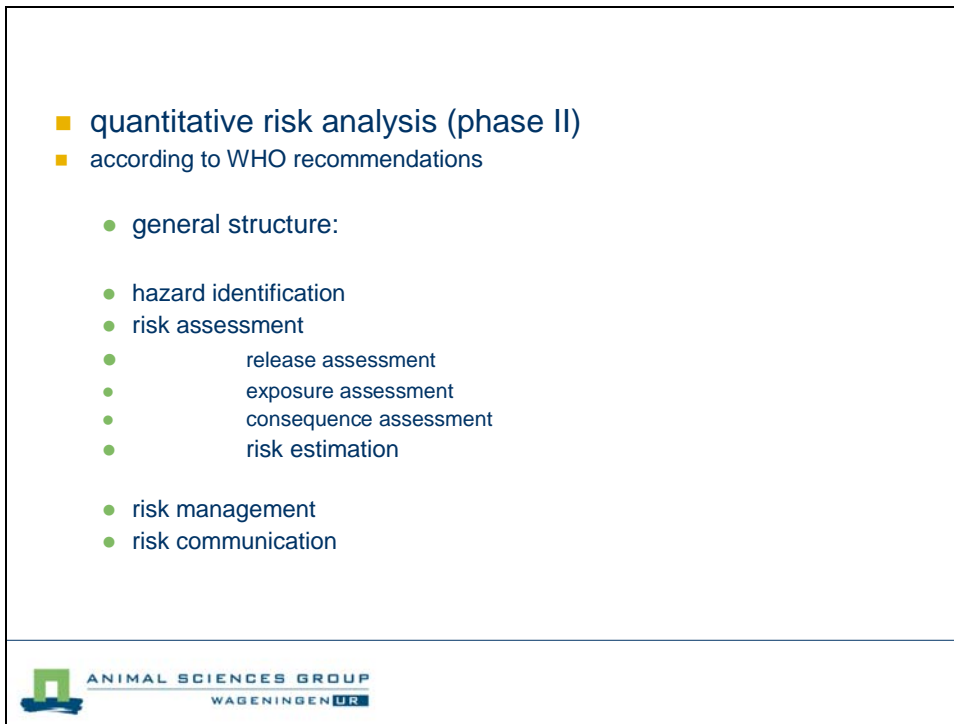 quantitative risk analysis (phase II)
according to WHO recommendations
general structure:
hazard identification
risk assessment
release assessment
exposure assessment
consequence assessment
risk estimation
risk management
risk communication
ANIMAL SCIENCES GROUP
WAGENINGEN UR